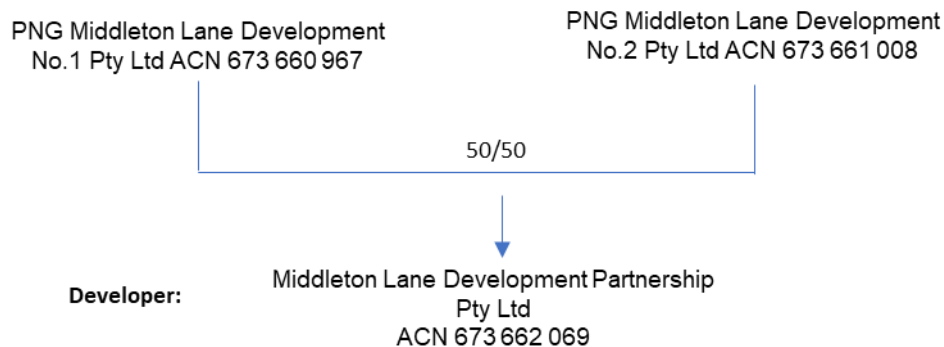 PNG Middleton Lane Development
No.1 Pty Ltd ACN 673 660 967
PNG Middleton Lane Development
No.2 Pty Ltd ACN 673 661 008
50/50
Developer:
Middleton Lane Development Partnership
Pty Ltd
ACN 673 662 069